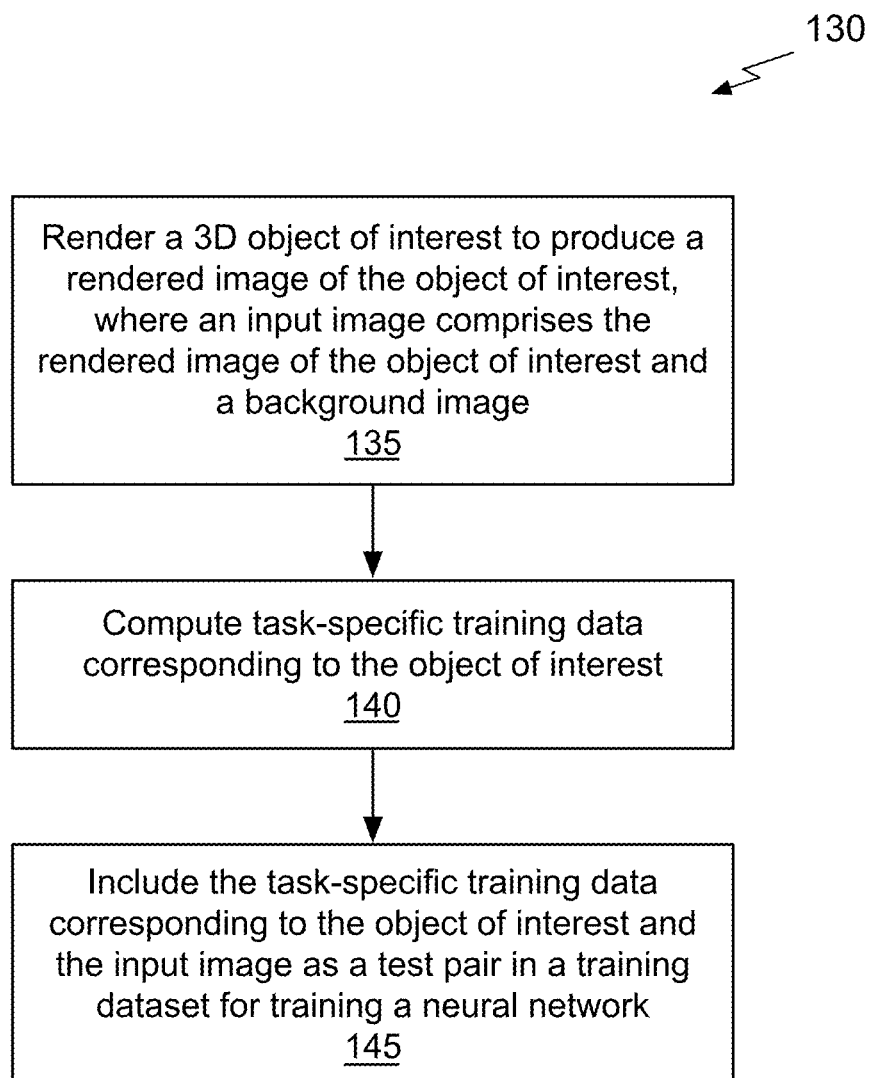 130
Render a 3D object of interest to produce a
rendered image of the object of interest,
where an input image comprises the
rendered image of the object of interest and
a background image
135
Compute task-specific training data
corresponding to the object of interest
140
Include the task-specific training data
corresponding to the object of interest and
the input image as a test pair in a training
dataset for training a neural network
145